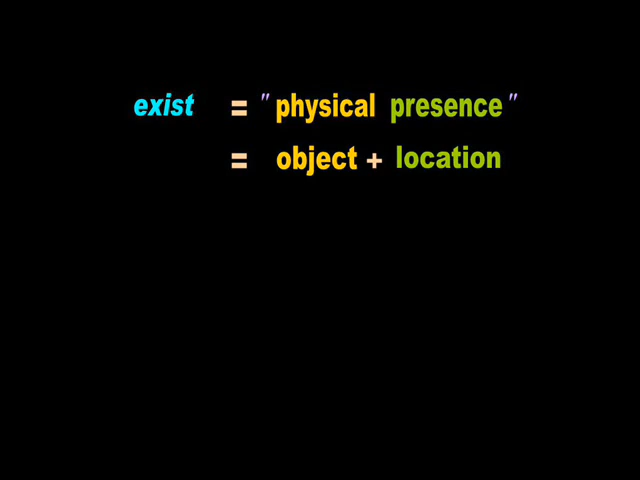 exist = "physical presence"
= object + location